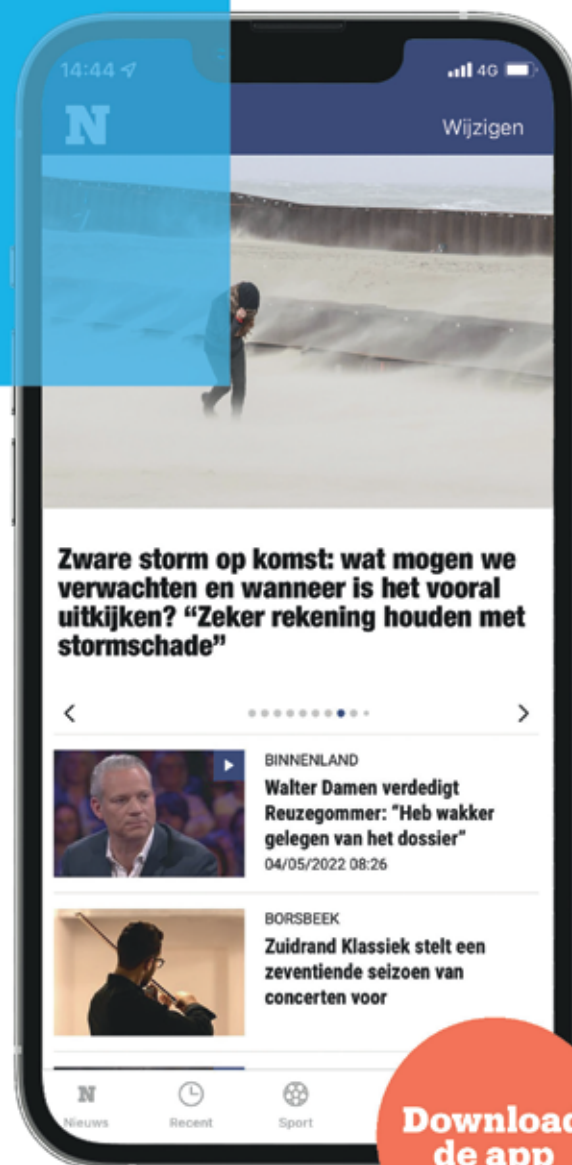 14:44
4G
N
Wijzigen
Zware storm op komst: wat mogen we
verwachten en wanneer is het vooral
uitkijken? “Zeker rekening houden met
stormschade”
BINNENLAND
Walter Damen verdedigt
Reuzegommer: “Heb wakker
gelegen van het dossier”
04/05/2022 08:26
BORSBEEK
Zuidrand Klassiek stelt een
zeventiende seizoen van
concerten voor
N
Nieuws
Recent
Sport
Download
de app